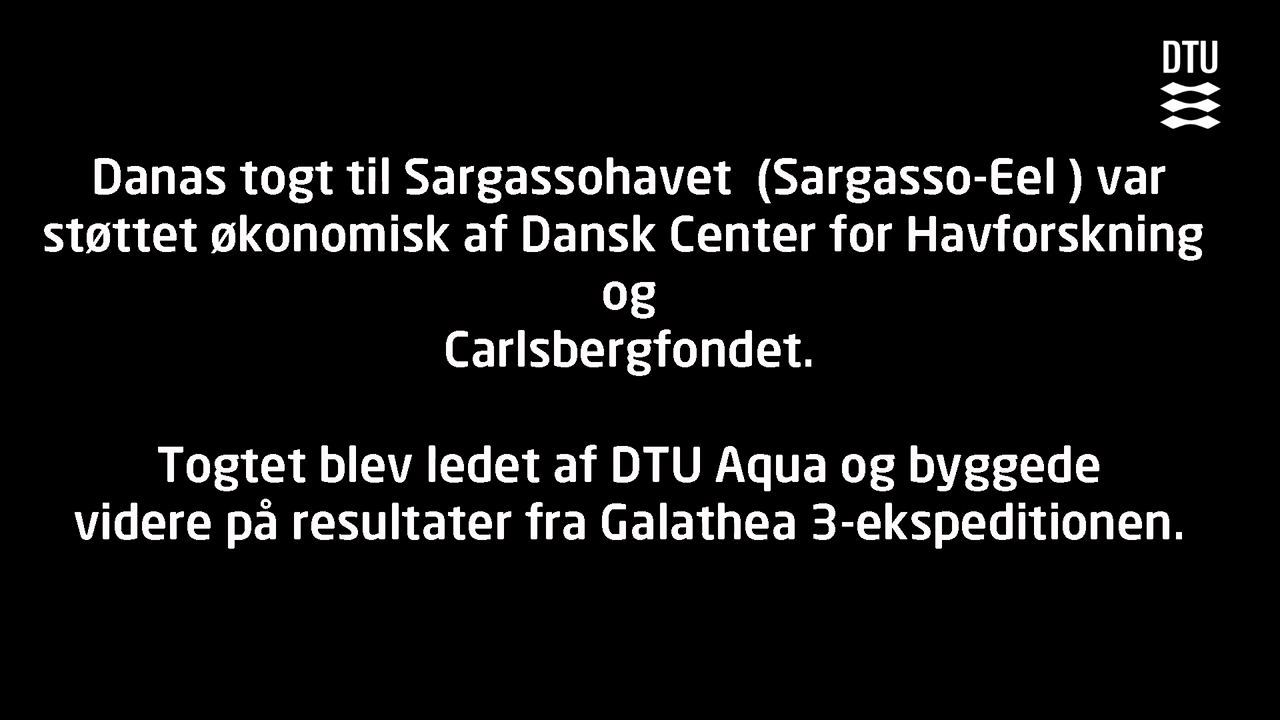 DTU
Danas togt til Sargassohavet  (Sargasso-Eel ) var
støttet økonomisk af Dansk Center for Havforskning
og
Carlsbergfondet.
Togtet blev ledet af DTU Aqua og byggede
videre på resultater fra Galathea 3-ekspeditionen.